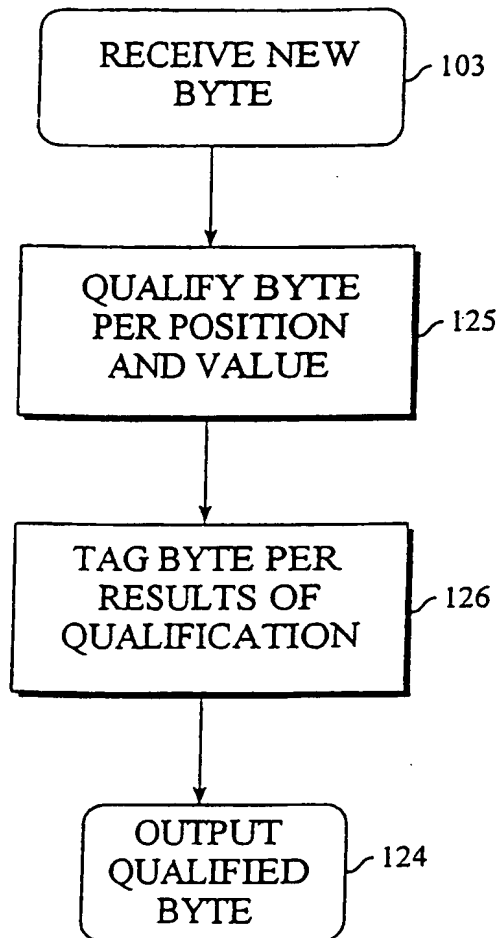 RECEIVE NEW
BYTE
103
QUALIFY BYTE
PER POSITION
AND VALUE
125
TAG BYTE PER
RESULTS OF
QUALIFICATION
126
OUTPUT
QUALIFIED
BYTE
124